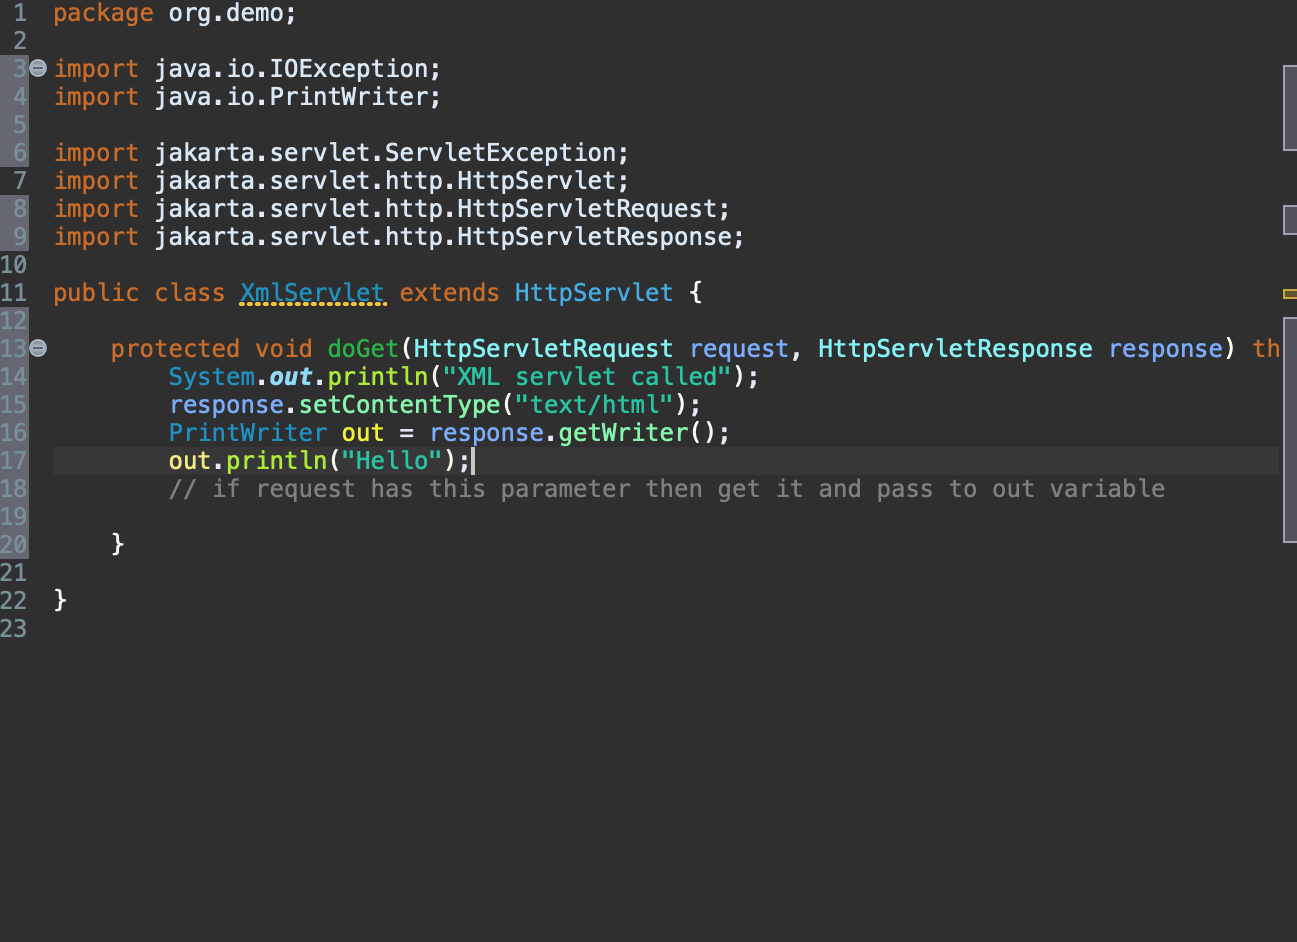 1 package org.demo;
2
3 import java.io.IOException;
4 import java.io.PrintWriter;
5
6 import jakarta.servlet.ServletException;
7 import jakarta.servlet.http.HttpServlet;
8 import jakarta.servlet.http.HttpServletRequest;
9 import jakarta.servlet.http.HttpServletResponse;
10
11 public class XmlServlet extends HttpServlet {
12
13     protected void doGet(HttpServletRequest request, HttpServletResponse response) th
14         System.out.println("XML servlet called");
15         response.setContentType("text/html");
16         PrintWriter out = response.getWriter();
17         out.println("Hello");
18         // if request has this parameter then get it and pass to out variable
19
20     }
21
22 }
23